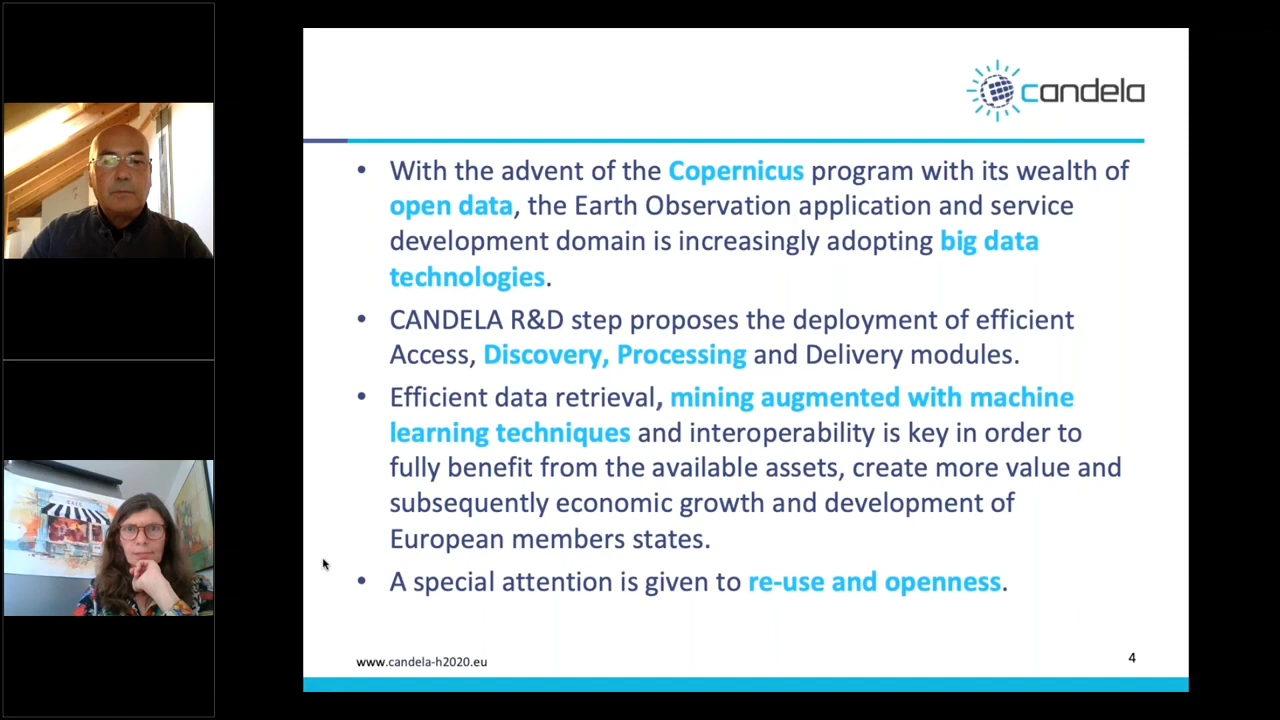 candela
• With the advent of the Copernicus program with its wealth of
open data, the Earth Observation application and service
development domain is increasingly adopting big data
technologies.
• CANDELA R&D step proposes the deployment of efficient
Access, Discovery, Processing and Delivery modules.
• Efficient data retrieval, mining augmented with machine
learning techniques and interoperability is key in order to
fully benefit from the available assets, create more value and
subsequently economic growth and development of
European members states.
• A special attention is given to re-use and openness.
www.candela-h2020.eu
4